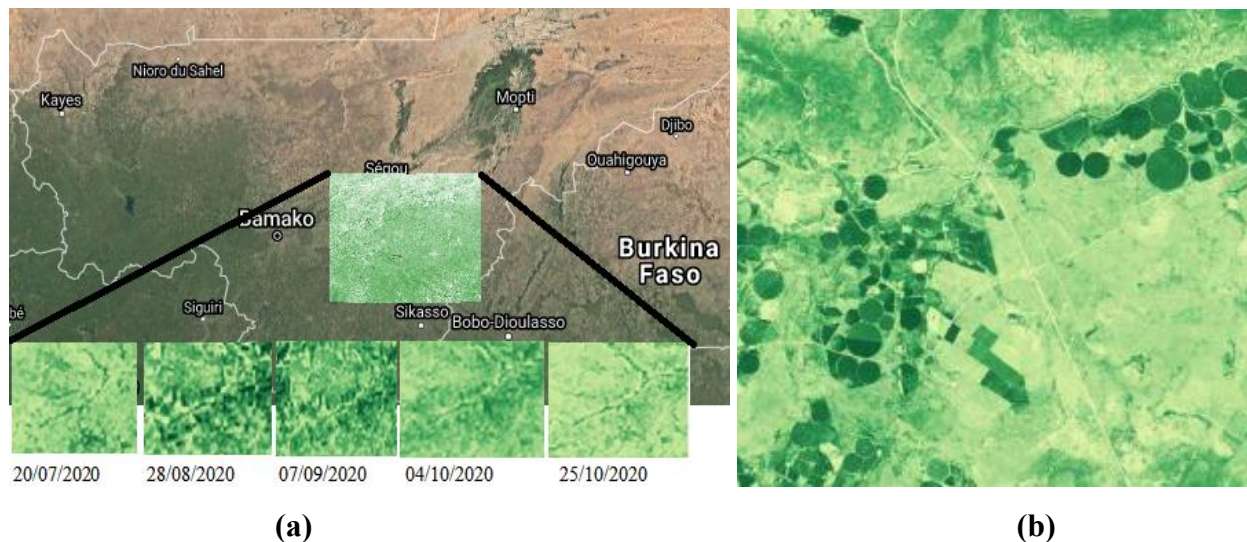 Nioro du Sahel
Kayes
Mopti
Djibo
Ouahigouya
Ségou
Bamako
Burkina
Faso
Siguiri
Sikasso
Bobo-Dioulasso
bé
20/07/2020
28/08/2020
07/09/2020
04/10/2020
25/10/2020
(a)
(b)